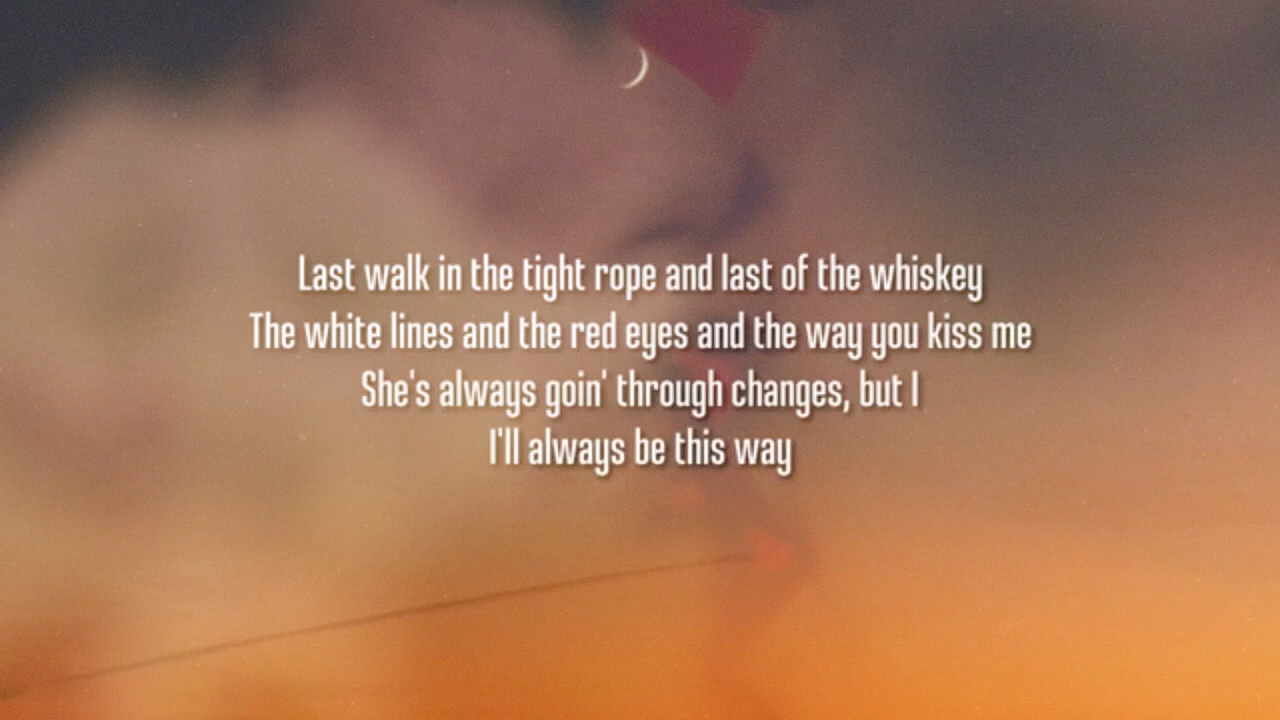 Last walk in the tight rope and last of the whiskey
The white lines and the red eyes and the way you kiss me
She's always goin' through changes, but I
I'll always be this way